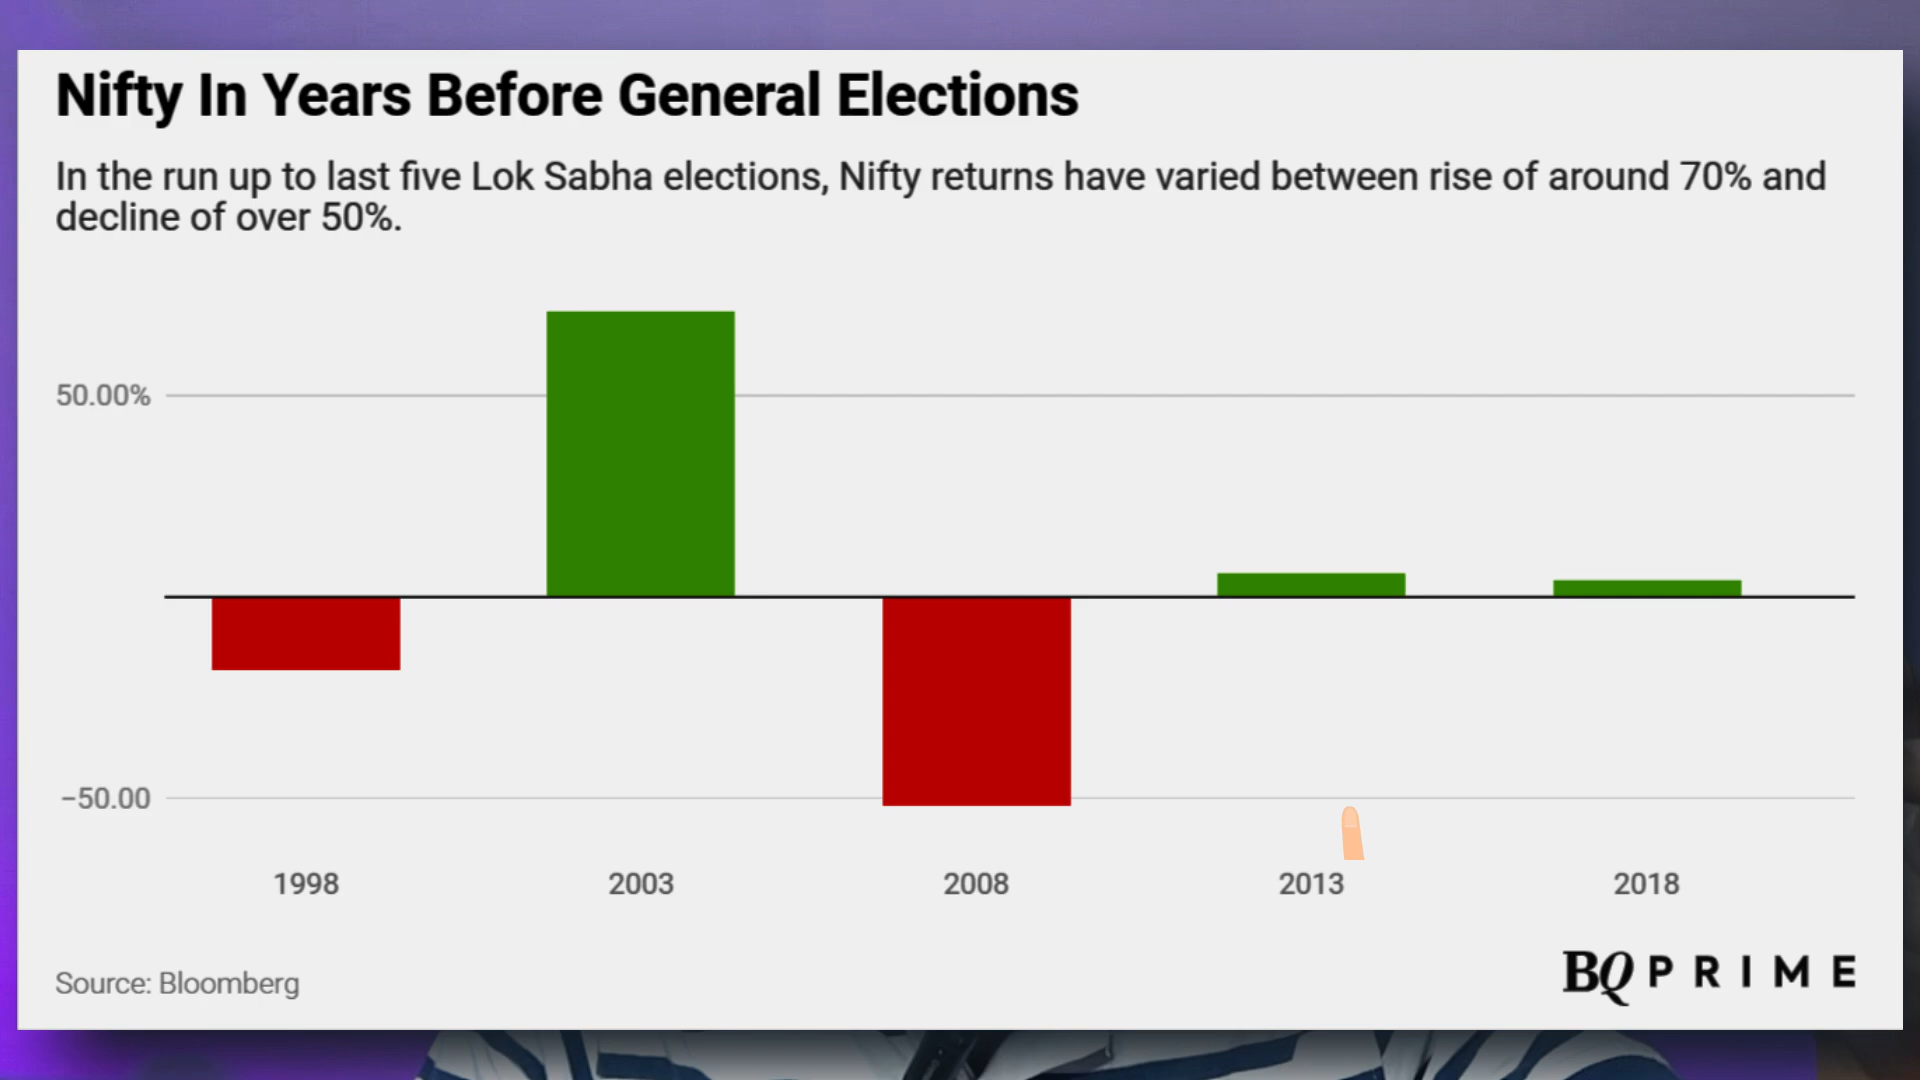 Nifty In Years Before General Elections
In the run up to last five Lok Sabha elections, Nifty returns have varied between rise of around 70% and
decline of over 50%.
50.00%
−50.00
1998 2003 2008 2013 2018
Source: Bloomberg
BQ PRIME